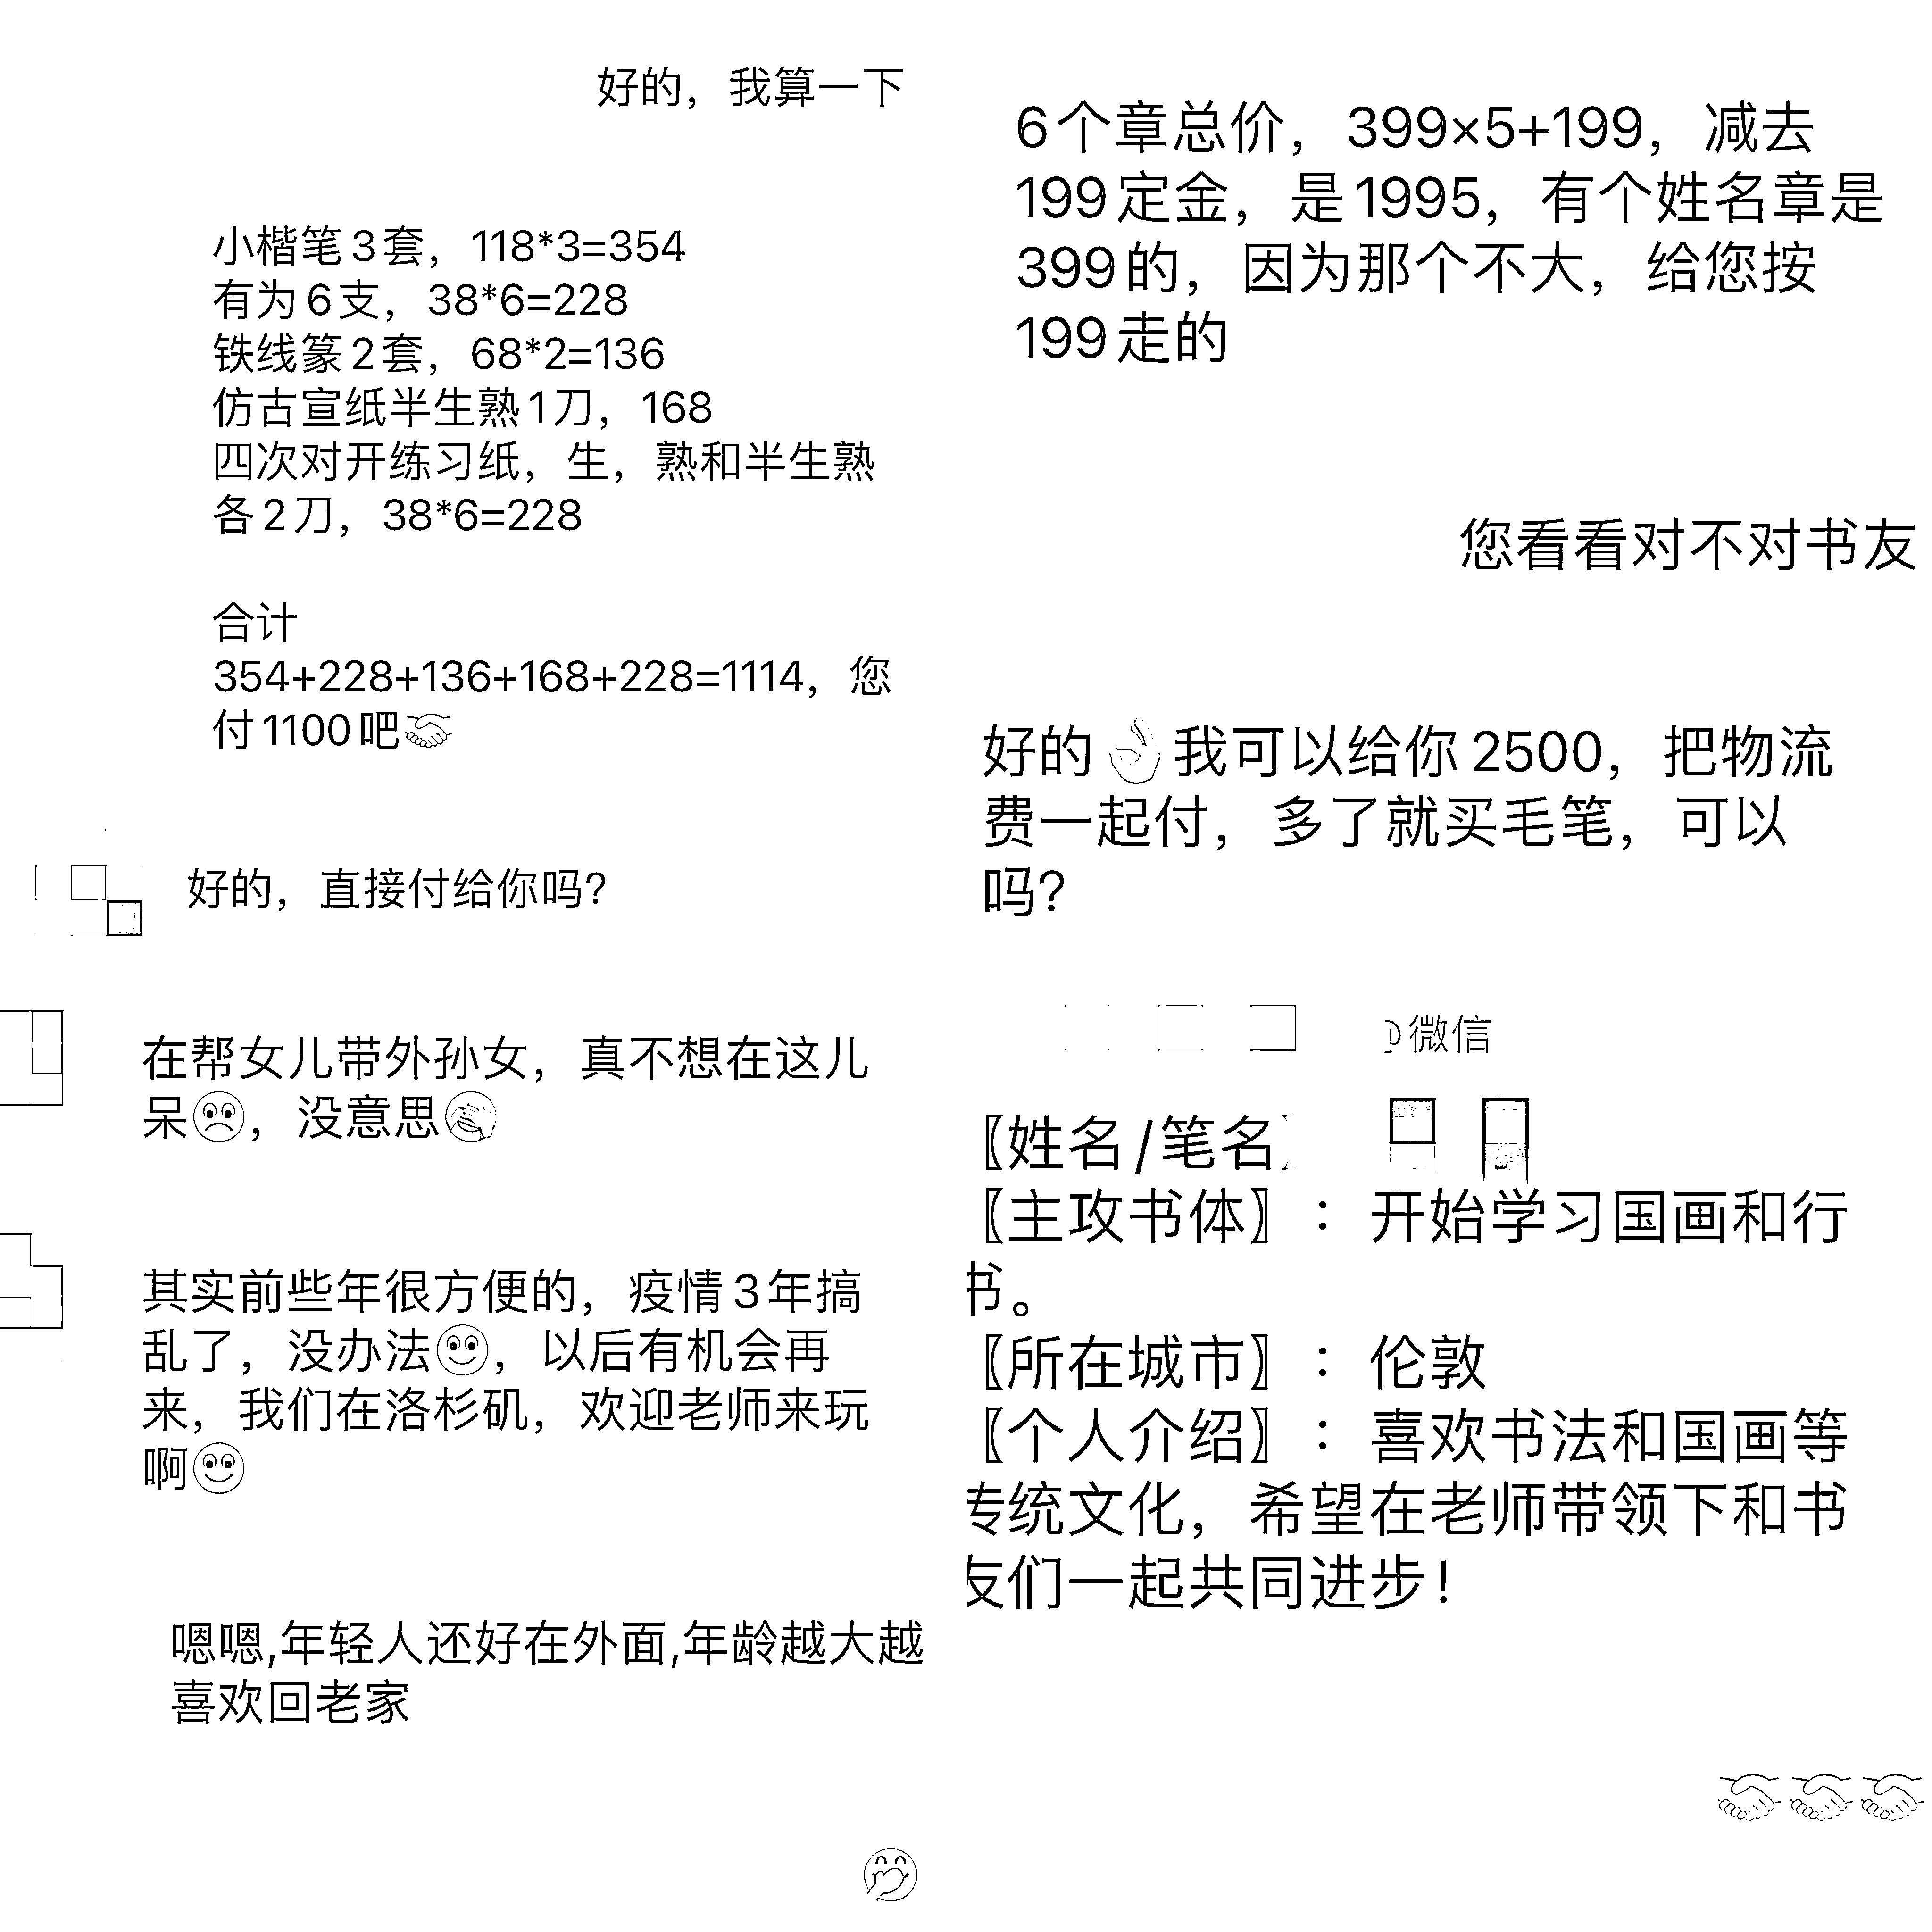 好的，我算一下
小楷笔3套，118*3=354
有为6支，38*6=228
铁线篆2套，68*2=136
仿古宣纸半生熟1刀，168
四次对开练习纸，生，熟和半生熟
各2刀，38*6=228
合计
354+228+136+168+228=1114，您
付1100吧🤝
好的，直接付给你吗?
在帮女儿带外孙女，真不想在这儿
呆🙁，没意思
其实前些年很方便的，疫情3年搞
乱了，没办法🙂，以后有机会再
来，我们在洛杉矶，欢迎老师来玩
啊🙂
嗯嗯,年轻人还好在外面,年龄越大越
喜欢回老家
🤭
6个章总价，399×5+199，减去
199定金，是1995，有个姓名章是
399的，因为那个不大，给您按
199走的
您看看对不对书友
好的👌我可以给你2500，把物流
费一起付，多了就买毛笔，可以
吗?
@微信
〖姓名/笔名〗
〖主攻书体〗：开始学习国画和行
书。
〖所在城市〗：伦敦
〖个人介绍〗：喜欢书法和国画等
传统文化，希望在老师带领下和书
友们一起共同进步！
🤝🤝🤝